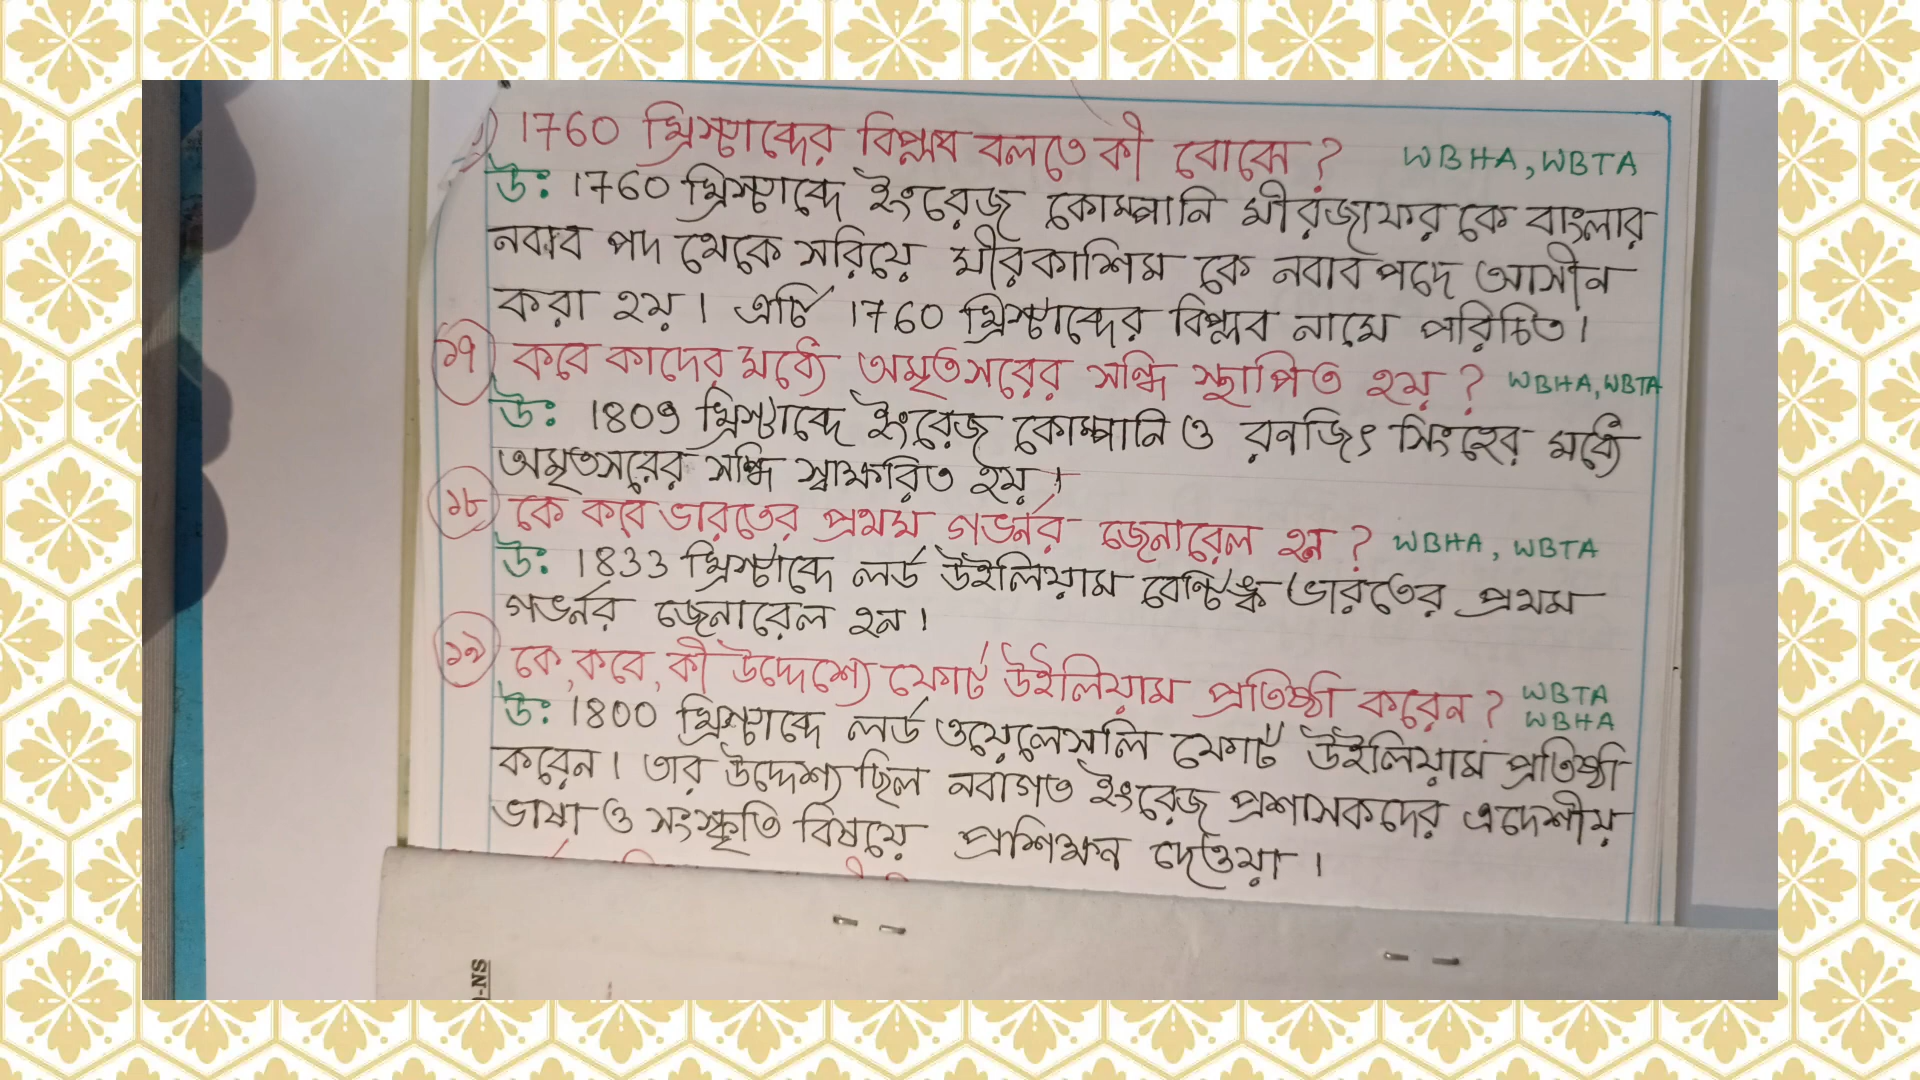 ) 1760 খ্রিস্টাব্দের বিপ্লব বলতে কী বোঝো ? WBHA, WBTA
উঃ 1760 খ্রিস্টাব্দে ইংরেজ কোম্পানি মীরজাফর কে বাংলার
নবাব পদ থেকে সরিয়ে মীরকাশিম কে নবাব পদে আসীন
করা হয়। এটি 1760 খ্রিস্টাব্দের বিপ্লব নামে পরিচিত।
১৭ কবে কাদের মধ্যে অমৃতসরের সন্ধি স্থাপিত হয় ? WBHA, WBTA
উঃ 1809 খ্রিস্টাব্দে ইংরেজ কোম্পানি ও রনজিৎ সিংহের মধ্যে
অমৃতসরের সন্ধি স্বাক্ষরিত হয়।
১৮ কে কবে ভারতের প্রথম গভর্নর জেনারেল হন ? WBHA, WBTA
উঃ 1833 খ্রিস্টাব্দে লর্ড উইলিয়াম বেন্টিঙ্ক ভারতের প্রথম
গভর্নর জেনারেল হন।
১৯ কে, কবে, কী উদ্দেশ্যে ফোর্ট উইলিয়াম প্রতিষ্ঠা করেন ? WBTA
WBHA
উঃ 1800 খ্রিস্টাব্দে লর্ড ওয়েলেসলি ফোর্ট উইলিয়াম প্রতিষ্ঠা
করেন। তার উদ্দেশ্য ছিল নবাগত ইংরেজ প্রশাসকদের এদেশীয়
ভাষা ও সংস্কৃতি বিষয়ে প্রশিক্ষন দেওয়া।